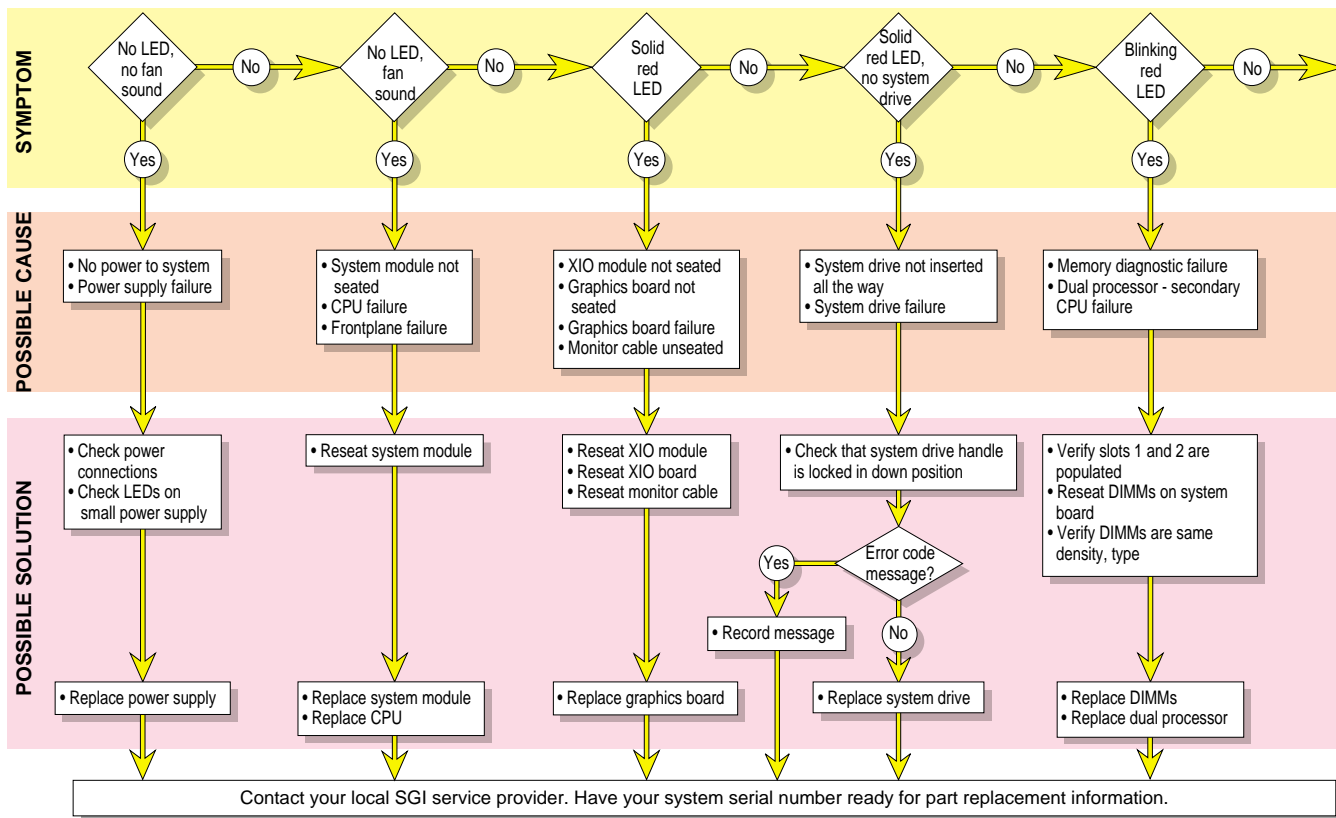 SYMPTOM
No LED,
no fan
sound
No
No LED,
fan
sound
No
Solid
red
LED
No
Solid
red LED,
no system
drive
No
Blinking
red
LED
No
Yes
Yes
Yes
Yes
Yes
POSSIBLE CAUSE
• No power to system
• Power supply failure
• System module not
seated
• CPU failure
• Frontplane failure
• XIO module not seated
• Graphics board not
seated
• Graphics board failure
• Monitor cable unseated
• System drive not inserted
all the way
• System drive failure
• Memory diagnostic failure
• Dual processor - secondary
CPU failure
POSSIBLE SOLUTION
• Check power
connections
• Check LEDs on
small power supply
• Reseat system module
• Reseat XIO module
• Reseat XIO board
• Reseat monitor cable
• Check that system drive handle
is locked in down position
• Verify slots 1 and 2 are
populated
• Reseat DIMMs on system
board
• Verify DIMMs are same
density, type
Error code
message?
Yes
No
• Record message
• Replace power supply
• Replace system module
• Replace CPU
• Replace graphics board
• Replace system drive
• Replace DIMMs
• Replace dual processor
Contact your local SGI service provider. Have your system serial number ready for part replacement information.